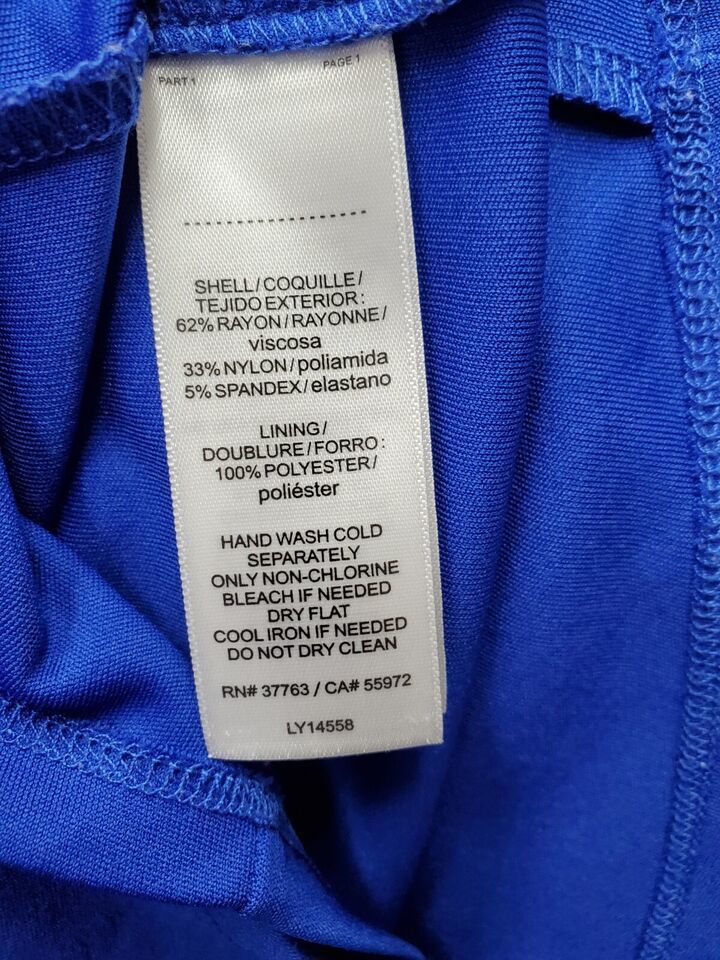 PART 1 PAGE 1
SHELL/COQUILLE/
TEJIDO EXTERIOR:
62% RAYON/RAYONNE/
viscosa
33% NYLON/poliamida
5% SPANDEX/elastano
LINING/
DOUBLURE/FORRO:
100% POLYESTER/
poliéster
HAND WASH COLD
SEPARATELY
ONLY NON-CHLORINE
BLEACH IF NEEDED
DRY FLAT
COOL IRON IF NEEDED
DO NOT DRY CLEAN
RN# 37763 / CA# 55972
LY14558